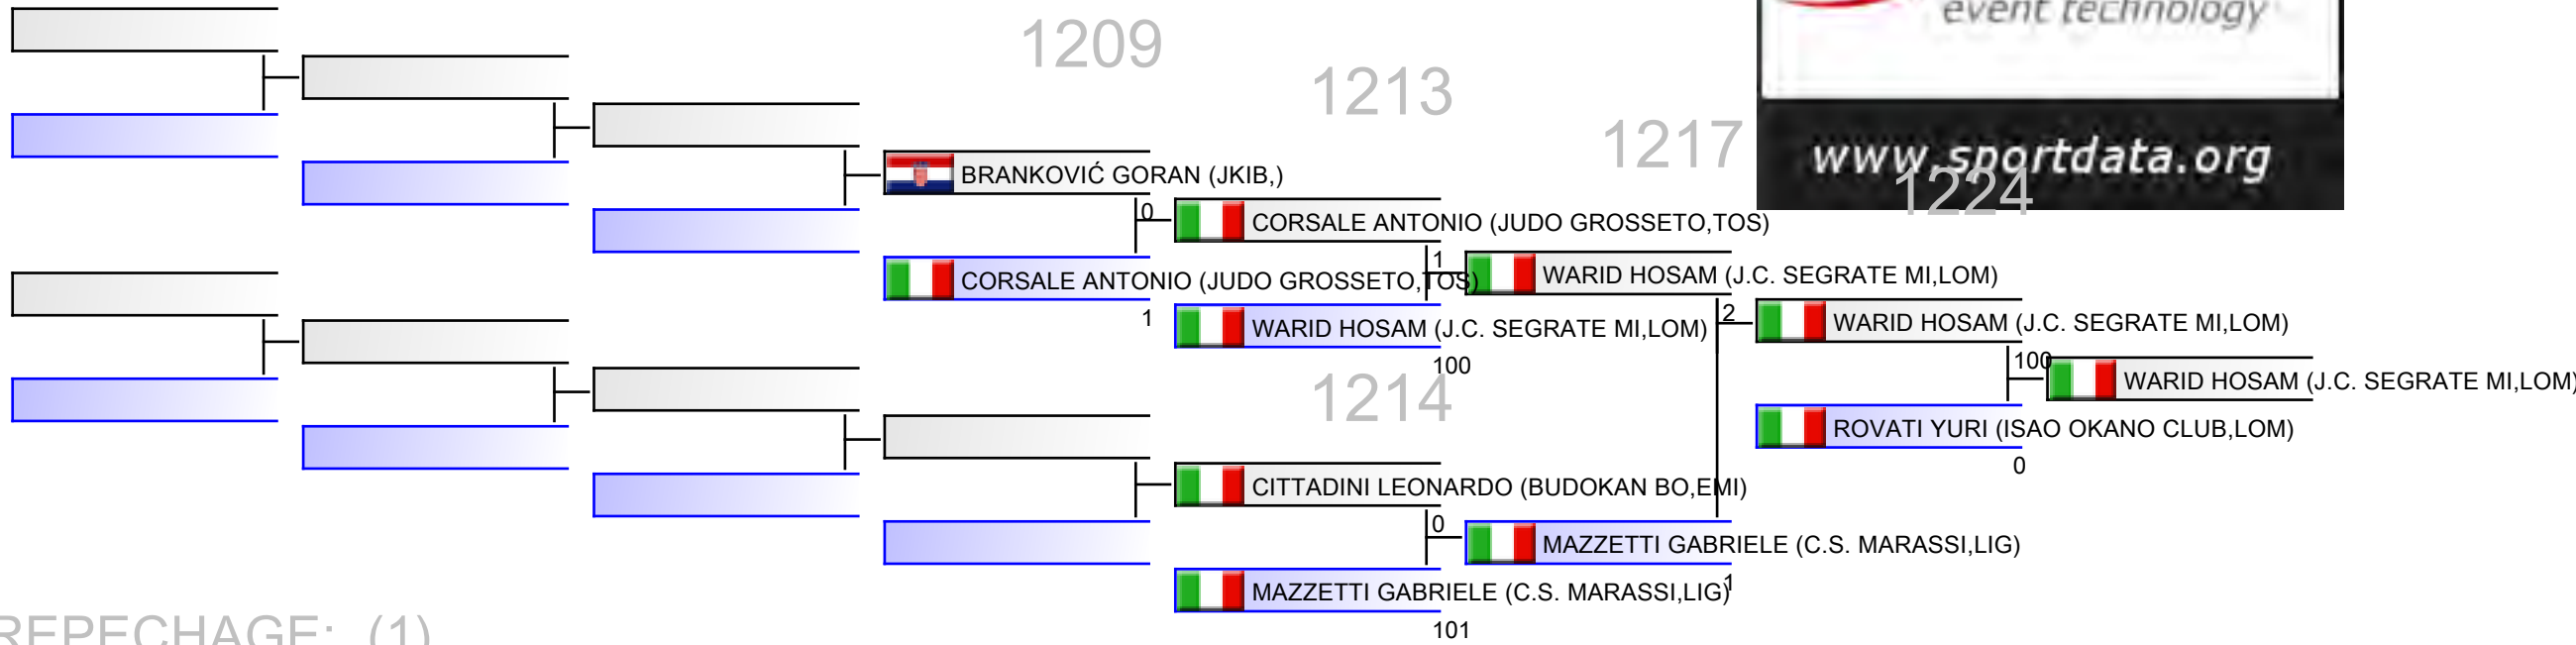 event technology
1209
1213
1217
www.sportdata.org
1224
BRANKOVIĆ GORAN (JKIB,)
0
CORSALE ANTONIO (JUDO GROSSETO,TOS)
1
CORSALE ANTONIO (JUDO GROSSETO,TOS)
1
WARID HOSAM (J.C. SEGRATE MI,LOM)
2
WARID HOSAM (J.C. SEGRATE MI,LOM)
100
WARID HOSAM (J.C. SEGRATE MI,LOM)
100
WARID HOSAM (J.C. SEGRATE MI,LOM)
1214
ROVATI YURI (ISAO OKANO CLUB,LOM)
0
CITTADINI LEONARDO (BUDOKAN BO,EMI)
0
MAZZETTI GABRIELE (C.S. MARASSI,LIG)
1
MAZZETTI GABRIELE (C.S. MARASSI,LIG)
101
REPECHAGE: (1)